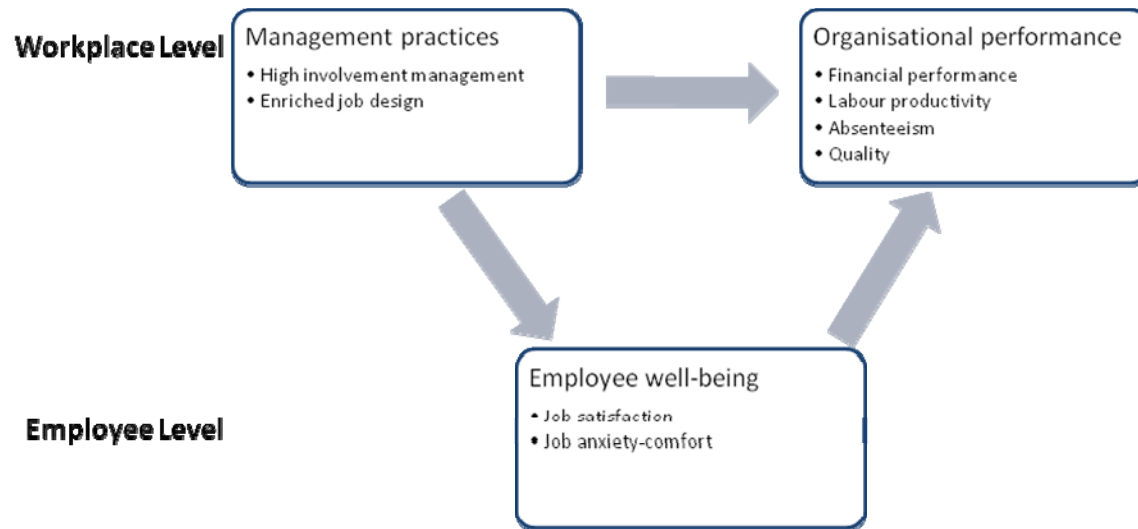 Workplace Level
Management practices
• High involvement management
• Enriched job design
Organisational performance
• Financial performance
• Labour productivity
• Absenteeism
• Quality
Employee Level
Employee well-being
• Job satisfaction
• Job anxiety-comfort